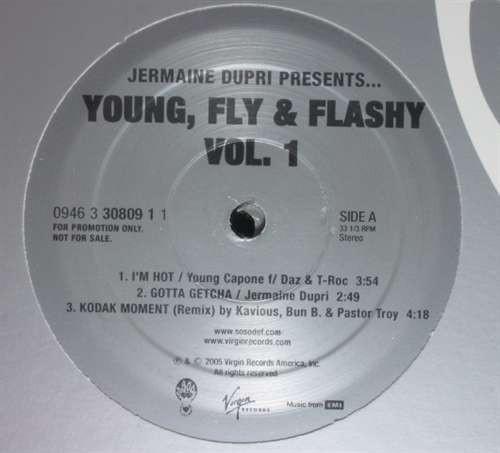 JERMAINE DUPRI PRESENTS...
YOUNG, FLY & FLASHY
VOL. 1
0946 3 30809 1 1
FOR PROMOTION ONLY.
NOT FOR SALE.
SIDE A
33 1/3 RPM
Stereo
1. I'M HOT / Young Capone f/ Daz & T-Roc 3:54
2. GOTTA GETCHA / Jermaine Dupri 2:49
3. KODAK MOMENT (Remix) by Kavious, Bun B. & Pastor Troy 4:18
www.sosodef.com
www.virginrecords.com
℗ & © 2005 Virgin Records America, Inc.
All rights reserved.
Virgin
RECORDS
Music from EMI